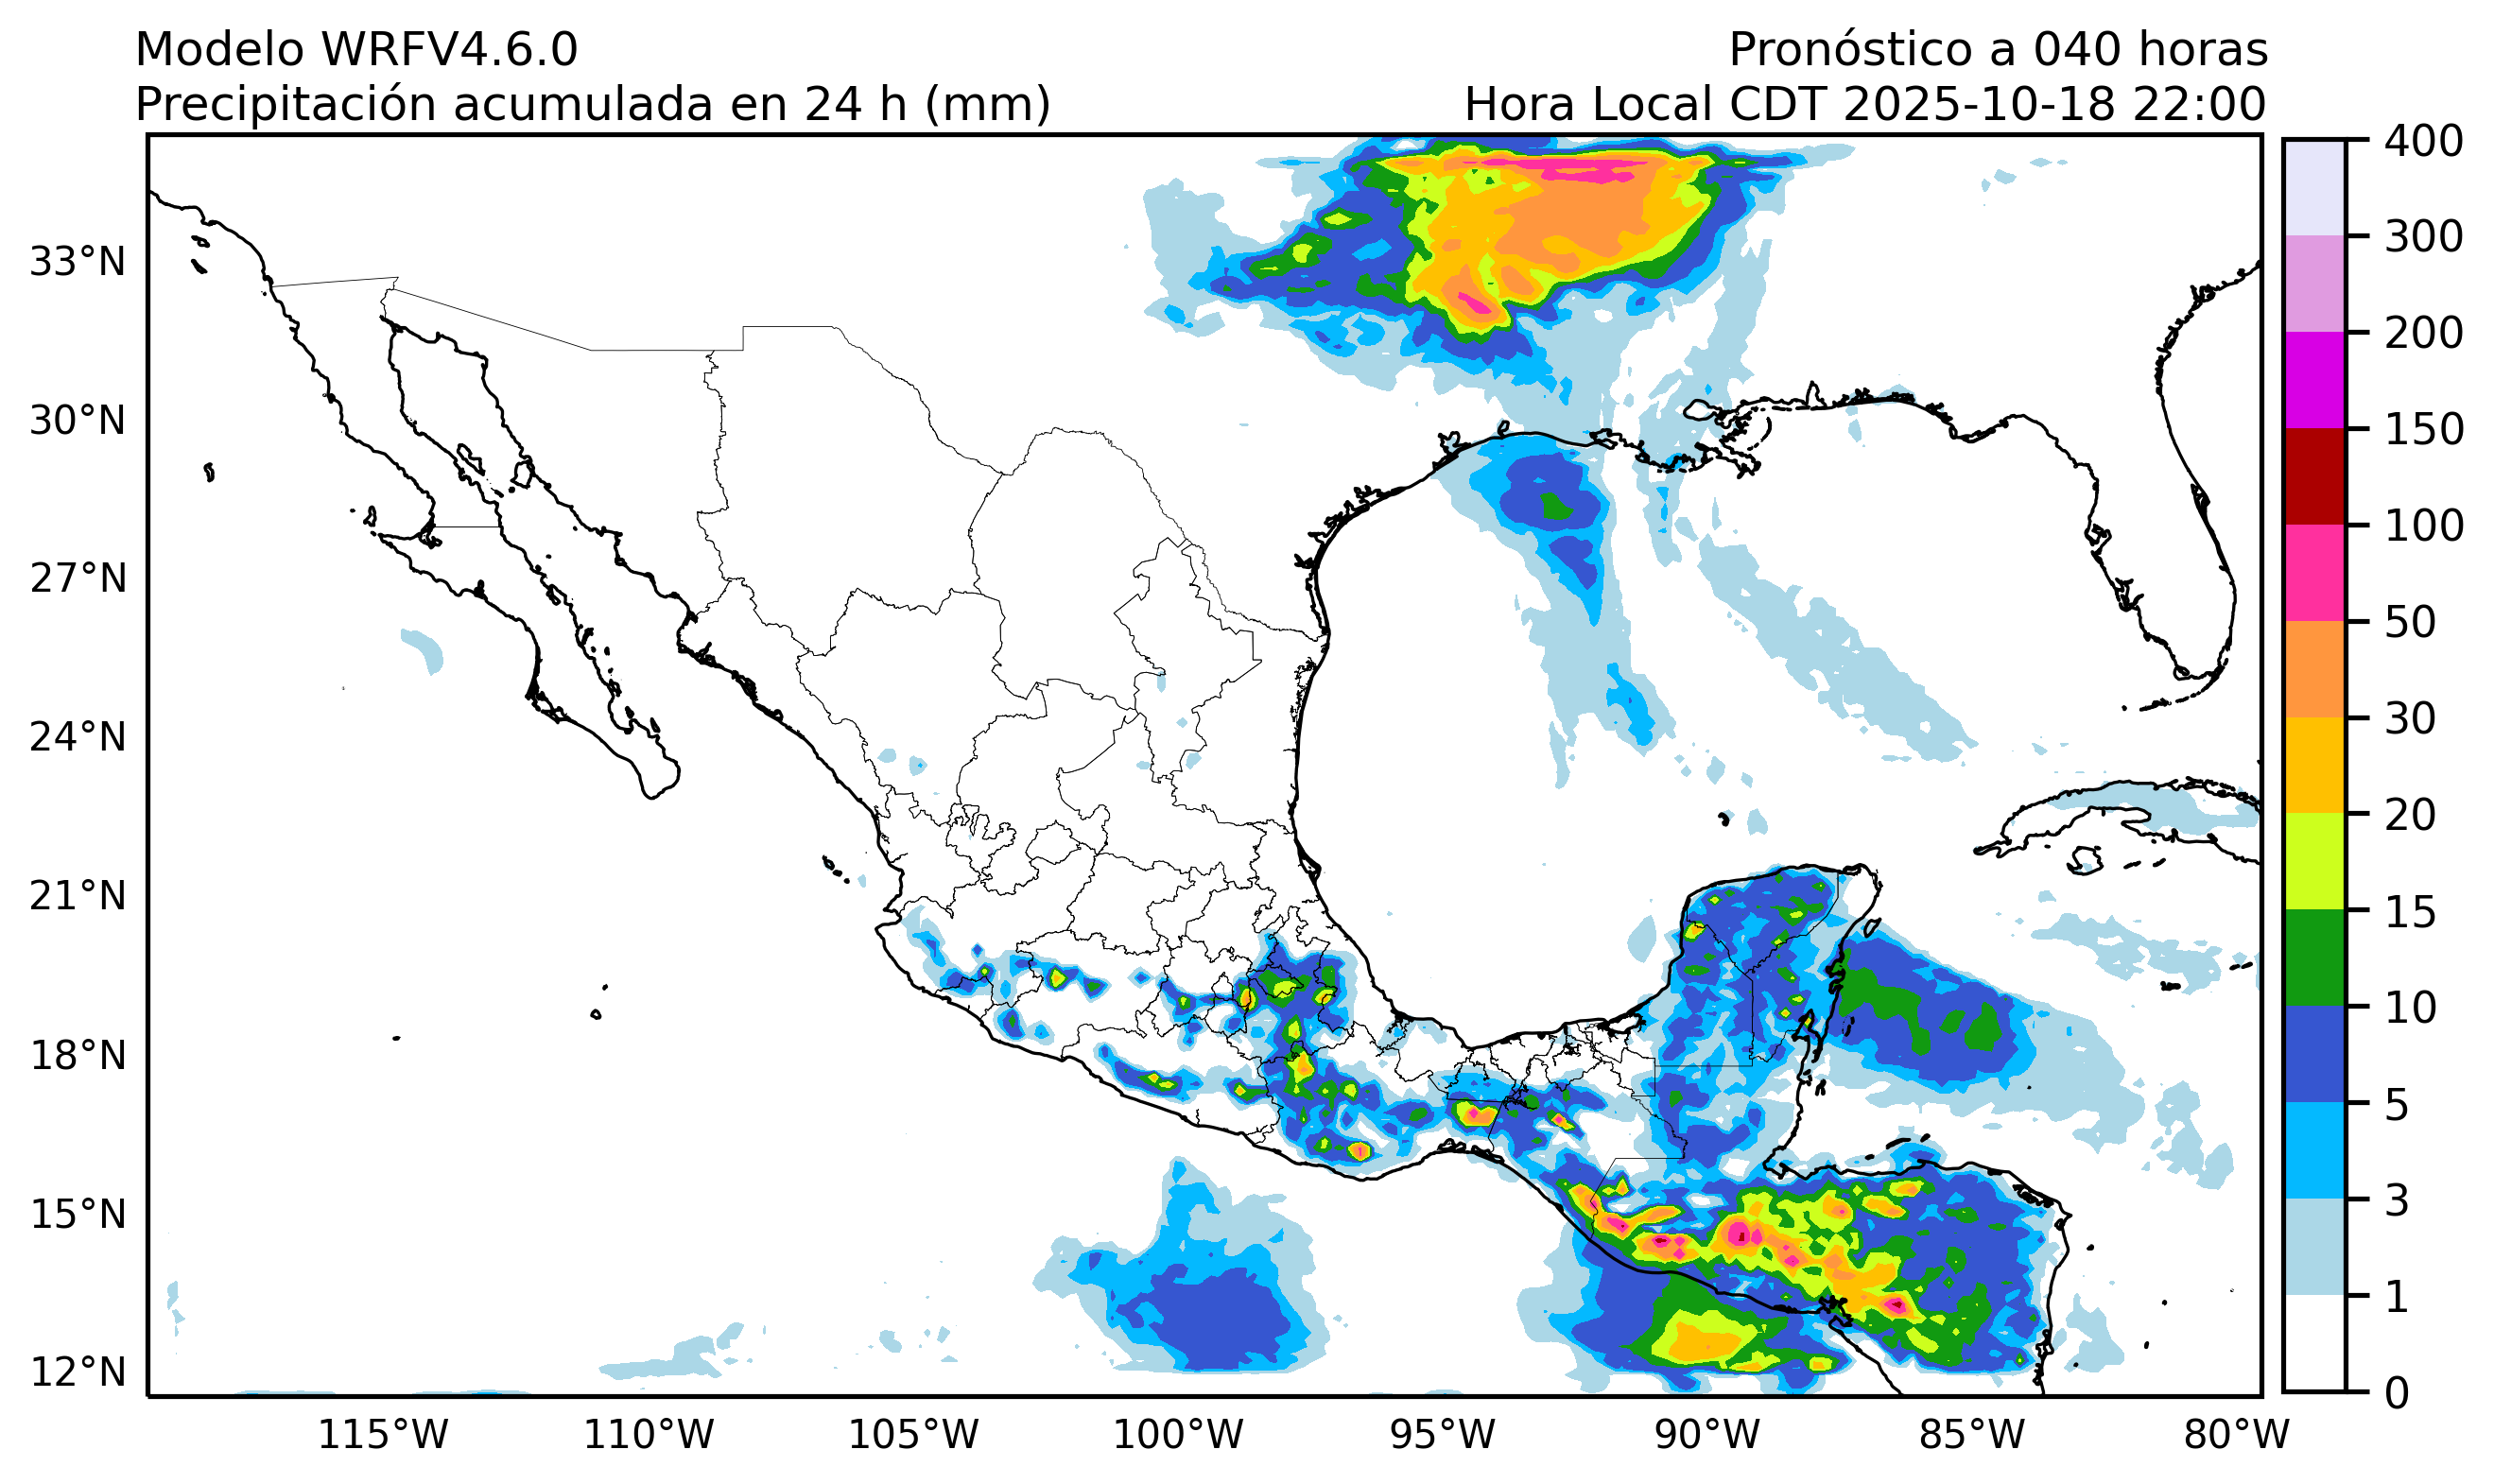 Modelo WRFV4.6.0
Pronóstico a 040 horas
Precipitación acumulada en 24 h (mm)
Hora Local CDT 2025-10-18 22:00
33°N
30°N
27°N
24°N
21°N
18°N
15°N
12°N
115°W
110°W
105°W
100°W
95°W
90°W
85°W
80°W
400
300
200
150
100
50
30
20
15
10
5
3
1
0